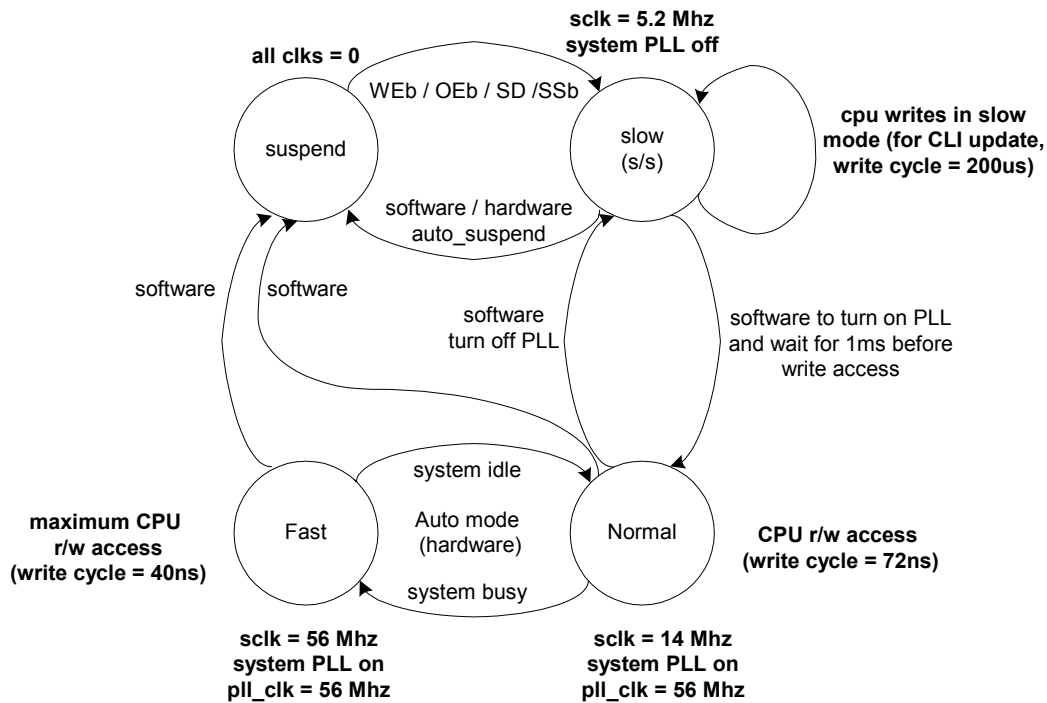 sclk = 5.2 Mhz
system PLL off
all clks = 0
WEb / OEb / SD /SSb
suspend
slow
(s/s)
cpu writes in slow
mode (for CLI update,
write cycle = 200us)
software / hardware
auto_suspend
software
software
software
turn off PLL
software to turn on PLL
and wait for 1ms before
write access
system idle
maximum CPU
r/w access
(write cycle = 40ns)
Fast
Auto mode
(hardware)
Normal
CPU r/w access
(write cycle = 72ns)
system busy
sclk = 56 Mhz
system PLL on
pll_clk = 56 Mhz
sclk = 14 Mhz
system PLL on
pll_clk = 56 Mhz